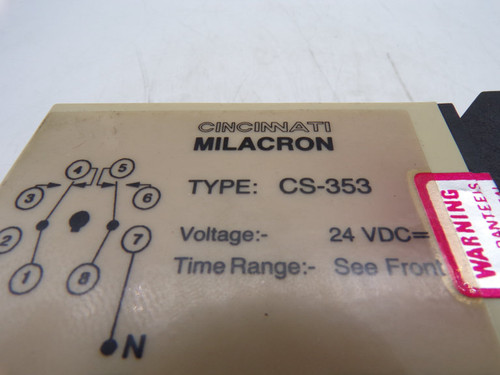 CINCINNATI
MILACRON
TYPE: CS-353
Voltage:- 24 VDC=
Time Range:- See Front
4 5
3 6
2 7
1 8
N
WARNING